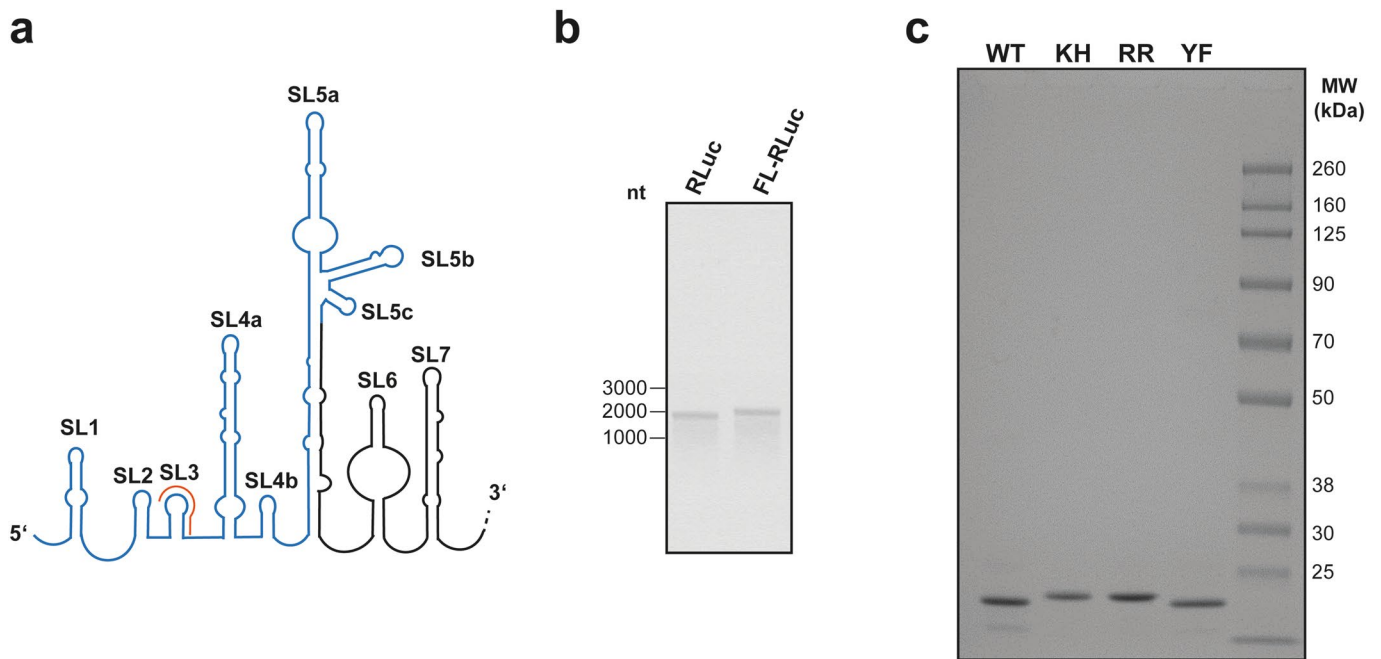 a
SL5a
SL5b
SL5c
SL4a
SL7
SL6
SL1
SL2 SL3
SL4b
3‘
5‘
b
RLuc
FL-RLuc
nt
3000
2000
1000
c
WT KH RR YF
MW
(kDa)
260
160
125
90
70
50
38
30
25